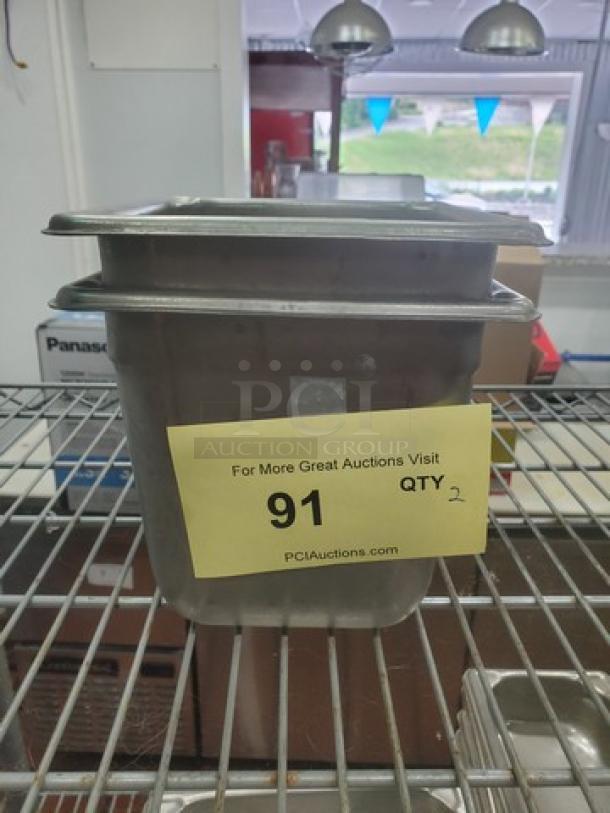 Panaso
PCI
AUCTION GROUP
For More Great Auctions Visit
91
QTY 2
PCIAuctions.com